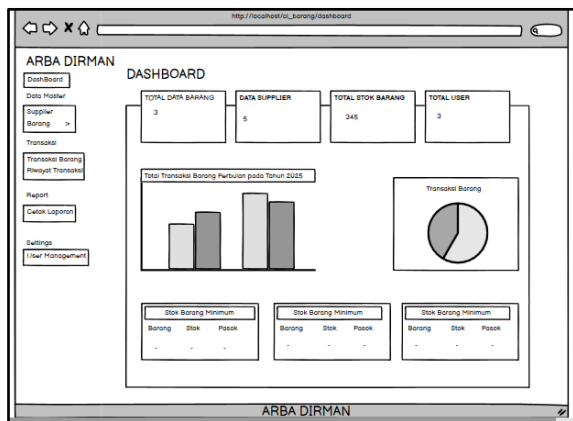 http://localhost/ci_barang/dashboard
ARBA DIRMAN
DashBoard
Data Master
Supplier
Barang >
Transaksi
Transaksi Barang
Riwayat Transaksi
Report
Cetak Laporan
Settings
User Management
DASHBOARD
TOTAL DATA BARANG
3
DATA SUPPLIER
5
TOTAL STOK BARANG
345
TOTAL USER
3
Total Transaksi Barang Perbulan pada Tahun 2025
Transaksi Barang
Stok Barang Minimum
Barang Stok Pasok
- - -
Stok Barang Minimum
Barang Stok Pasok
- - -
Stok Barang Minimum
Barang Stok Pasok
- - -
ARBA DIRMAN